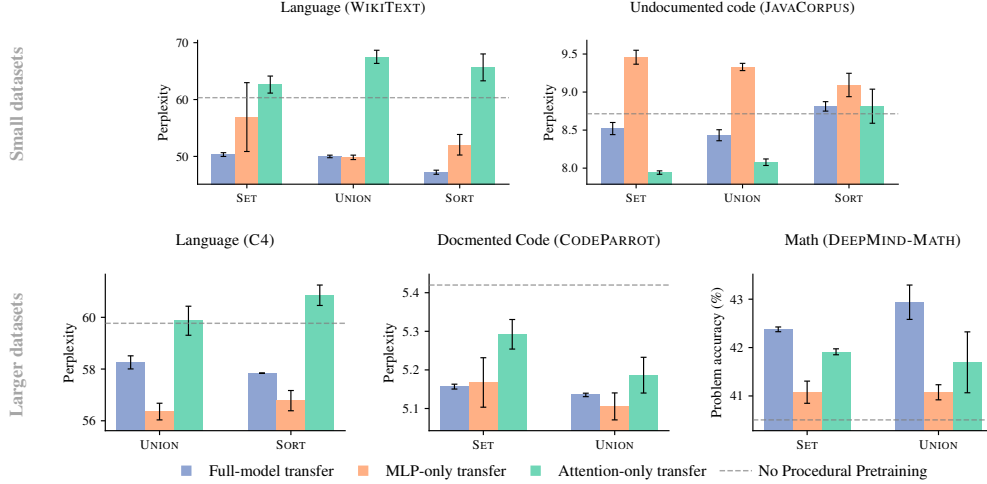 Language (WIKITEXT)
Undocumented code (JAVACORPUS)
Small datasets
Perplexity
70
60
50
SET
UNION
SORT
Perplexity
9.5
9.0
8.5
8.0
SET
UNION
SORT
Language (C4)
Docmented Code (CODEPARROT)
Math (DEEPMIND-MATH)
Larger datasets
Perplexity
60
58
56
UNION
SORT
Perplexity
5.4
5.3
5.2
5.1
SET
UNION
Problem accuracy (%)
43
42
41
SET
UNION
Full-model transfer
MLP-only transfer
Attention-only transfer
No Procedural Pretraining